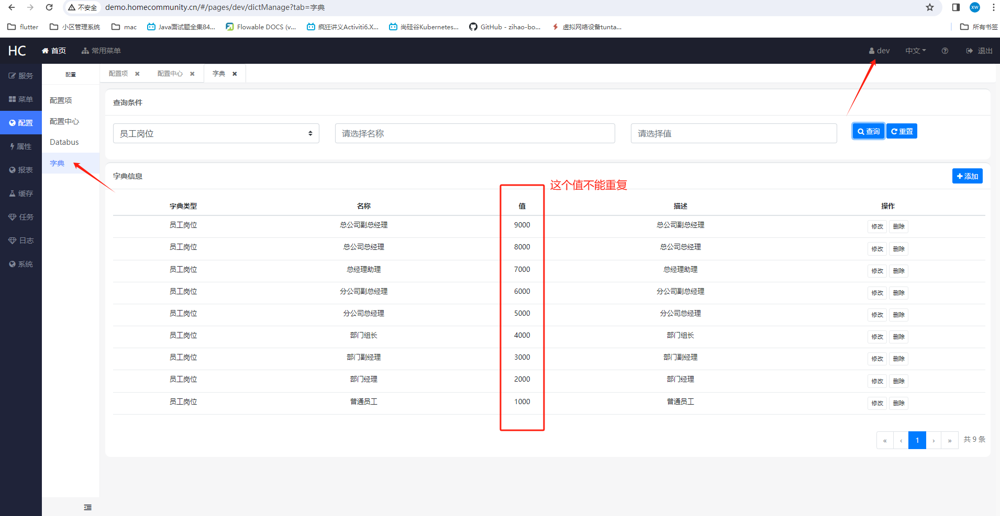 不安全 demo.homecommunity.cn/#/pages/dev/dictManage?tab=字典 XW
flutter 小区管理系统 mac Java面试题全集84... Flowable DOCS (v... 疯狂讲义Activiti6.X... 尚硅谷Kubernetes... GitHub - zihao-bo... 虚拟网络设备tunta... 所有书签
HC 首页 常用菜单 dev 中文 退出
服务
菜单
配置
属性
报表
缓存
任务
日志
系统
配置
配置项
配置中心
Databus
字典
配置项 配置中心 字典
查询条件
员工岗位 请选择名称 请选择值 查询 重置
字典信息 添加
这个值不能重复
字典类型 名称 值 描述 操作
员工岗位 总公司副总经理 9000 总公司副总经理 修改 删除
员工岗位 总公司总经理 8000 总公司总经理 修改 删除
员工岗位 总经理助理 7000 总经理助理 修改 删除
员工岗位 分公司副总经理 6000 分公司副总经理 修改 删除
员工岗位 分公司总经理 5000 分公司总经理 修改 删除
员工岗位 部门组长 4000 部门组长 修改 删除
员工岗位 部门副经理 3000 部门副经理 修改 删除
员工岗位 部门经理 2000 部门经理 修改 删除
员工岗位 普通员工 1000 普通员工 修改 删除
« ‹ 1 › » 共 9 条